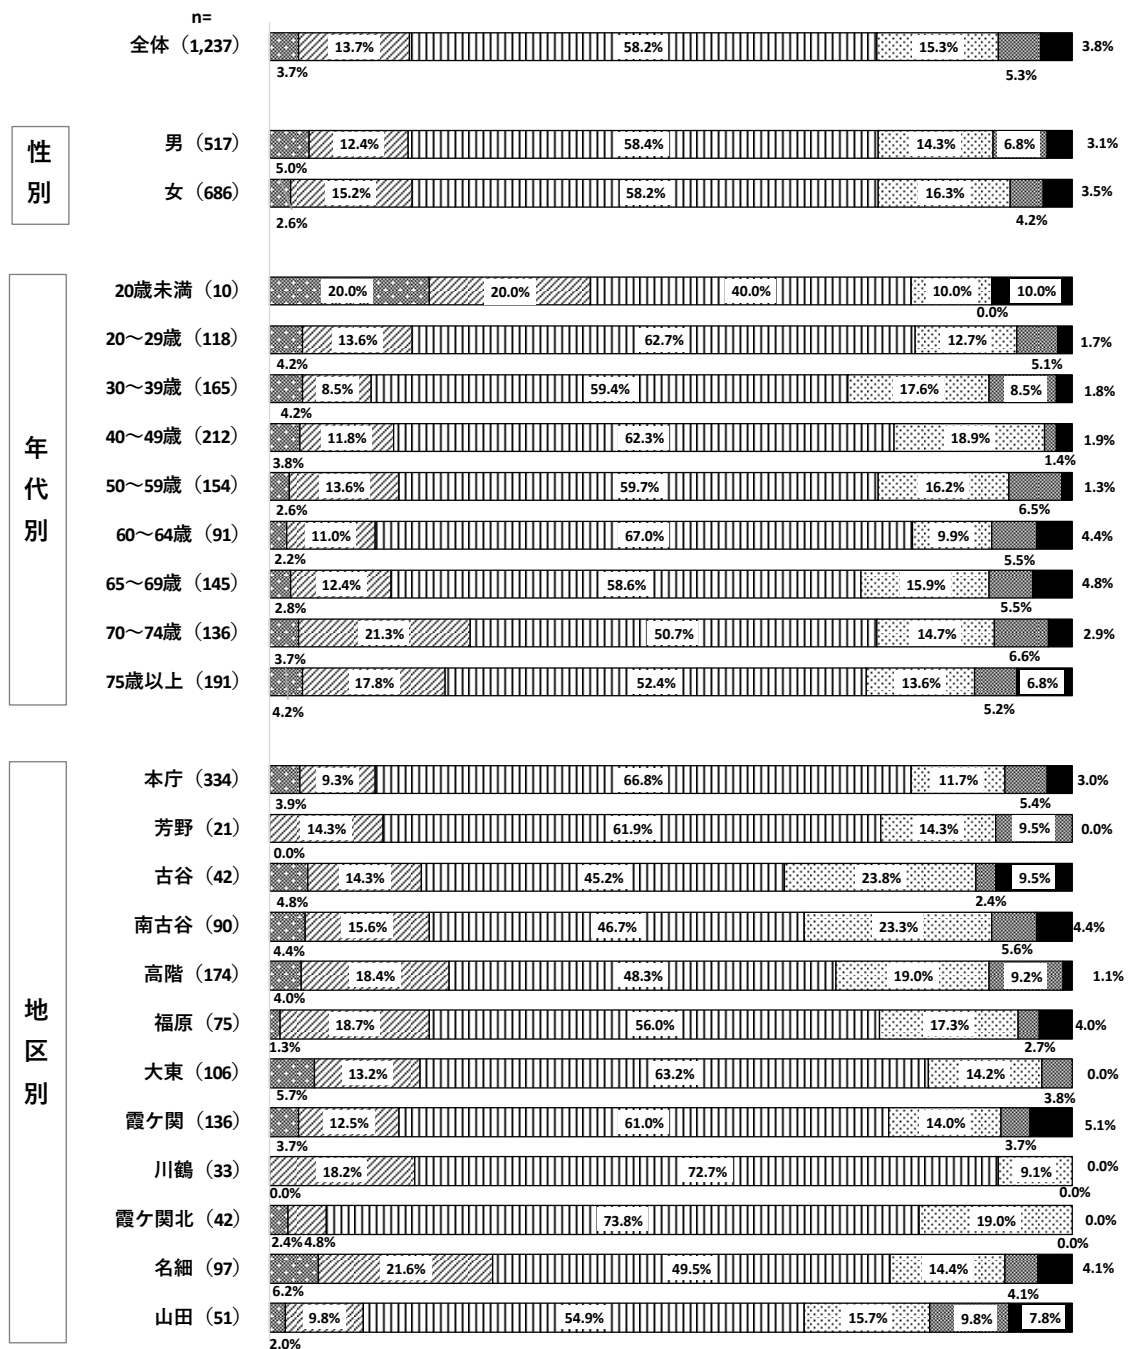 n=
全体（1,237） 13.7% 58.2% 15.3% 3.8%
3.7% 5.3%
性別
男（517） 12.4% 58.4% 14.3% 6.8% 3.1%
5.0%
女（686） 15.2% 58.2% 16.3% 3.5%
2.6% 4.2%
年代別
20歳未満（10） 20.0% 20.0% 40.0% 10.0% 10.0%
0.0%
20～29歳（118） 13.6% 62.7% 12.7% 1.7%
4.2% 5.1%
30～39歳（165） 8.5% 59.4% 17.6% 8.5% 1.8%
4.2%
40～49歳（212） 11.8% 62.3% 18.9% 1.9%
3.8% 1.4%
50～59歳（154） 13.6% 59.7% 16.2% 1.3%
2.6% 6.5%
60～64歳（91） 11.0% 67.0% 9.9% 4.4%
2.2% 5.5%
65～69歳（145） 12.4% 58.6% 15.9% 4.8%
2.8% 5.5%
70～74歳（136） 21.3% 50.7% 14.7% 2.9%
3.7% 6.6%
75歳以上（191） 17.8% 52.4% 13.6% 6.8%
4.2% 5.2%
地区別
本庁（334） 9.3% 66.8% 11.7% 3.0%
3.9% 5.4%
芳野（21） 14.3% 61.9% 14.3% 9.5% 0.0%
0.0%
古谷（42） 14.3% 45.2% 23.8% 9.5%
4.8% 2.4%
南古谷（90） 15.6% 46.7% 23.3% 4.4%
4.4% 5.6%
高階（174） 18.4% 48.3% 19.0% 9.2% 1.1%
4.0%
福原（75） 18.7% 56.0% 17.3% 4.0%
1.3% 2.7%
大東（106） 13.2% 63.2% 14.2% 0.0%
5.7% 3.8%
霞ケ関（136） 12.5% 61.0% 14.0% 5.1%
3.7% 3.7%
川鶴（33） 18.2% 72.7% 9.1% 0.0%
0.0% 0.0%
霞ケ関北（42） 73.8% 19.0% 0.0%
2.4% 4.8% 0.0%
名細（97） 21.6% 49.5% 14.4% 4.1%
6.2% 4.1%
山田（51） 9.8% 54.9% 15.7% 9.8% 7.8%
2.0%